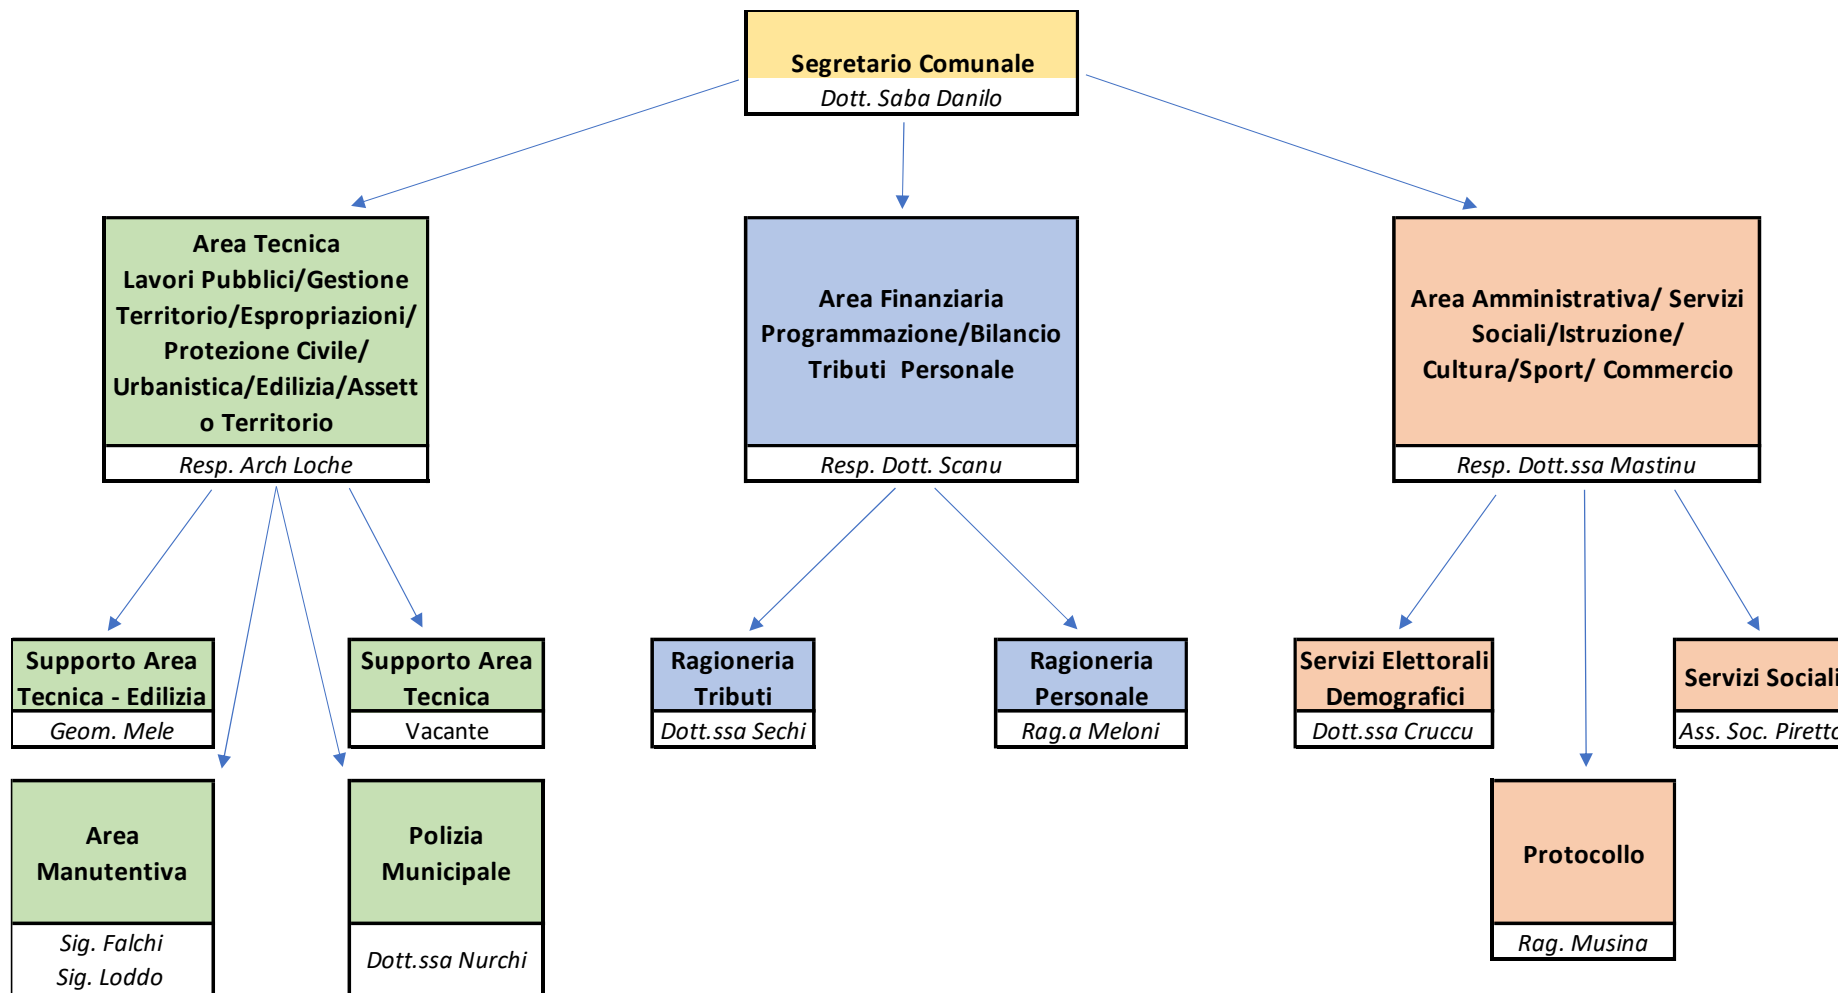 Segretario Comunale
Dott. Saba Danilo
Area Tecnica
Lavori Pubblici/Gestione
Territorio/Espropriazioni/
Protezione Civile/
Urbanistica/Edilizia/Assett
o Territorio
Resp. Arch Loche
Area Finanziaria
Programmazione/Bilancio
Tributi Personale
Resp. Dott. Scanu
Area Amministrativa/ Servizi
Sociali/Istruzione/
Cultura/Sport/ Commercio
Resp. Dott.ssa Mastinu
Supporto Area
Tecnica - Edilizia
Geom. Mele
Supporto Area
Tecnica
Vacante
Ragioneria
Tributi
Dott.ssa Sechi
Ragioneria
Personale
Rag.a Meloni
Servizi Elettorali
Demografici
Dott.ssa Cruccu
Servizi Sociali
Ass. Soc. Piretto
Area
Manutentiva
Sig. Falchi
Sig. Loddo
Polizia
Municipale
Dott.ssa Nurchi
Protocollo
Rag. Musina